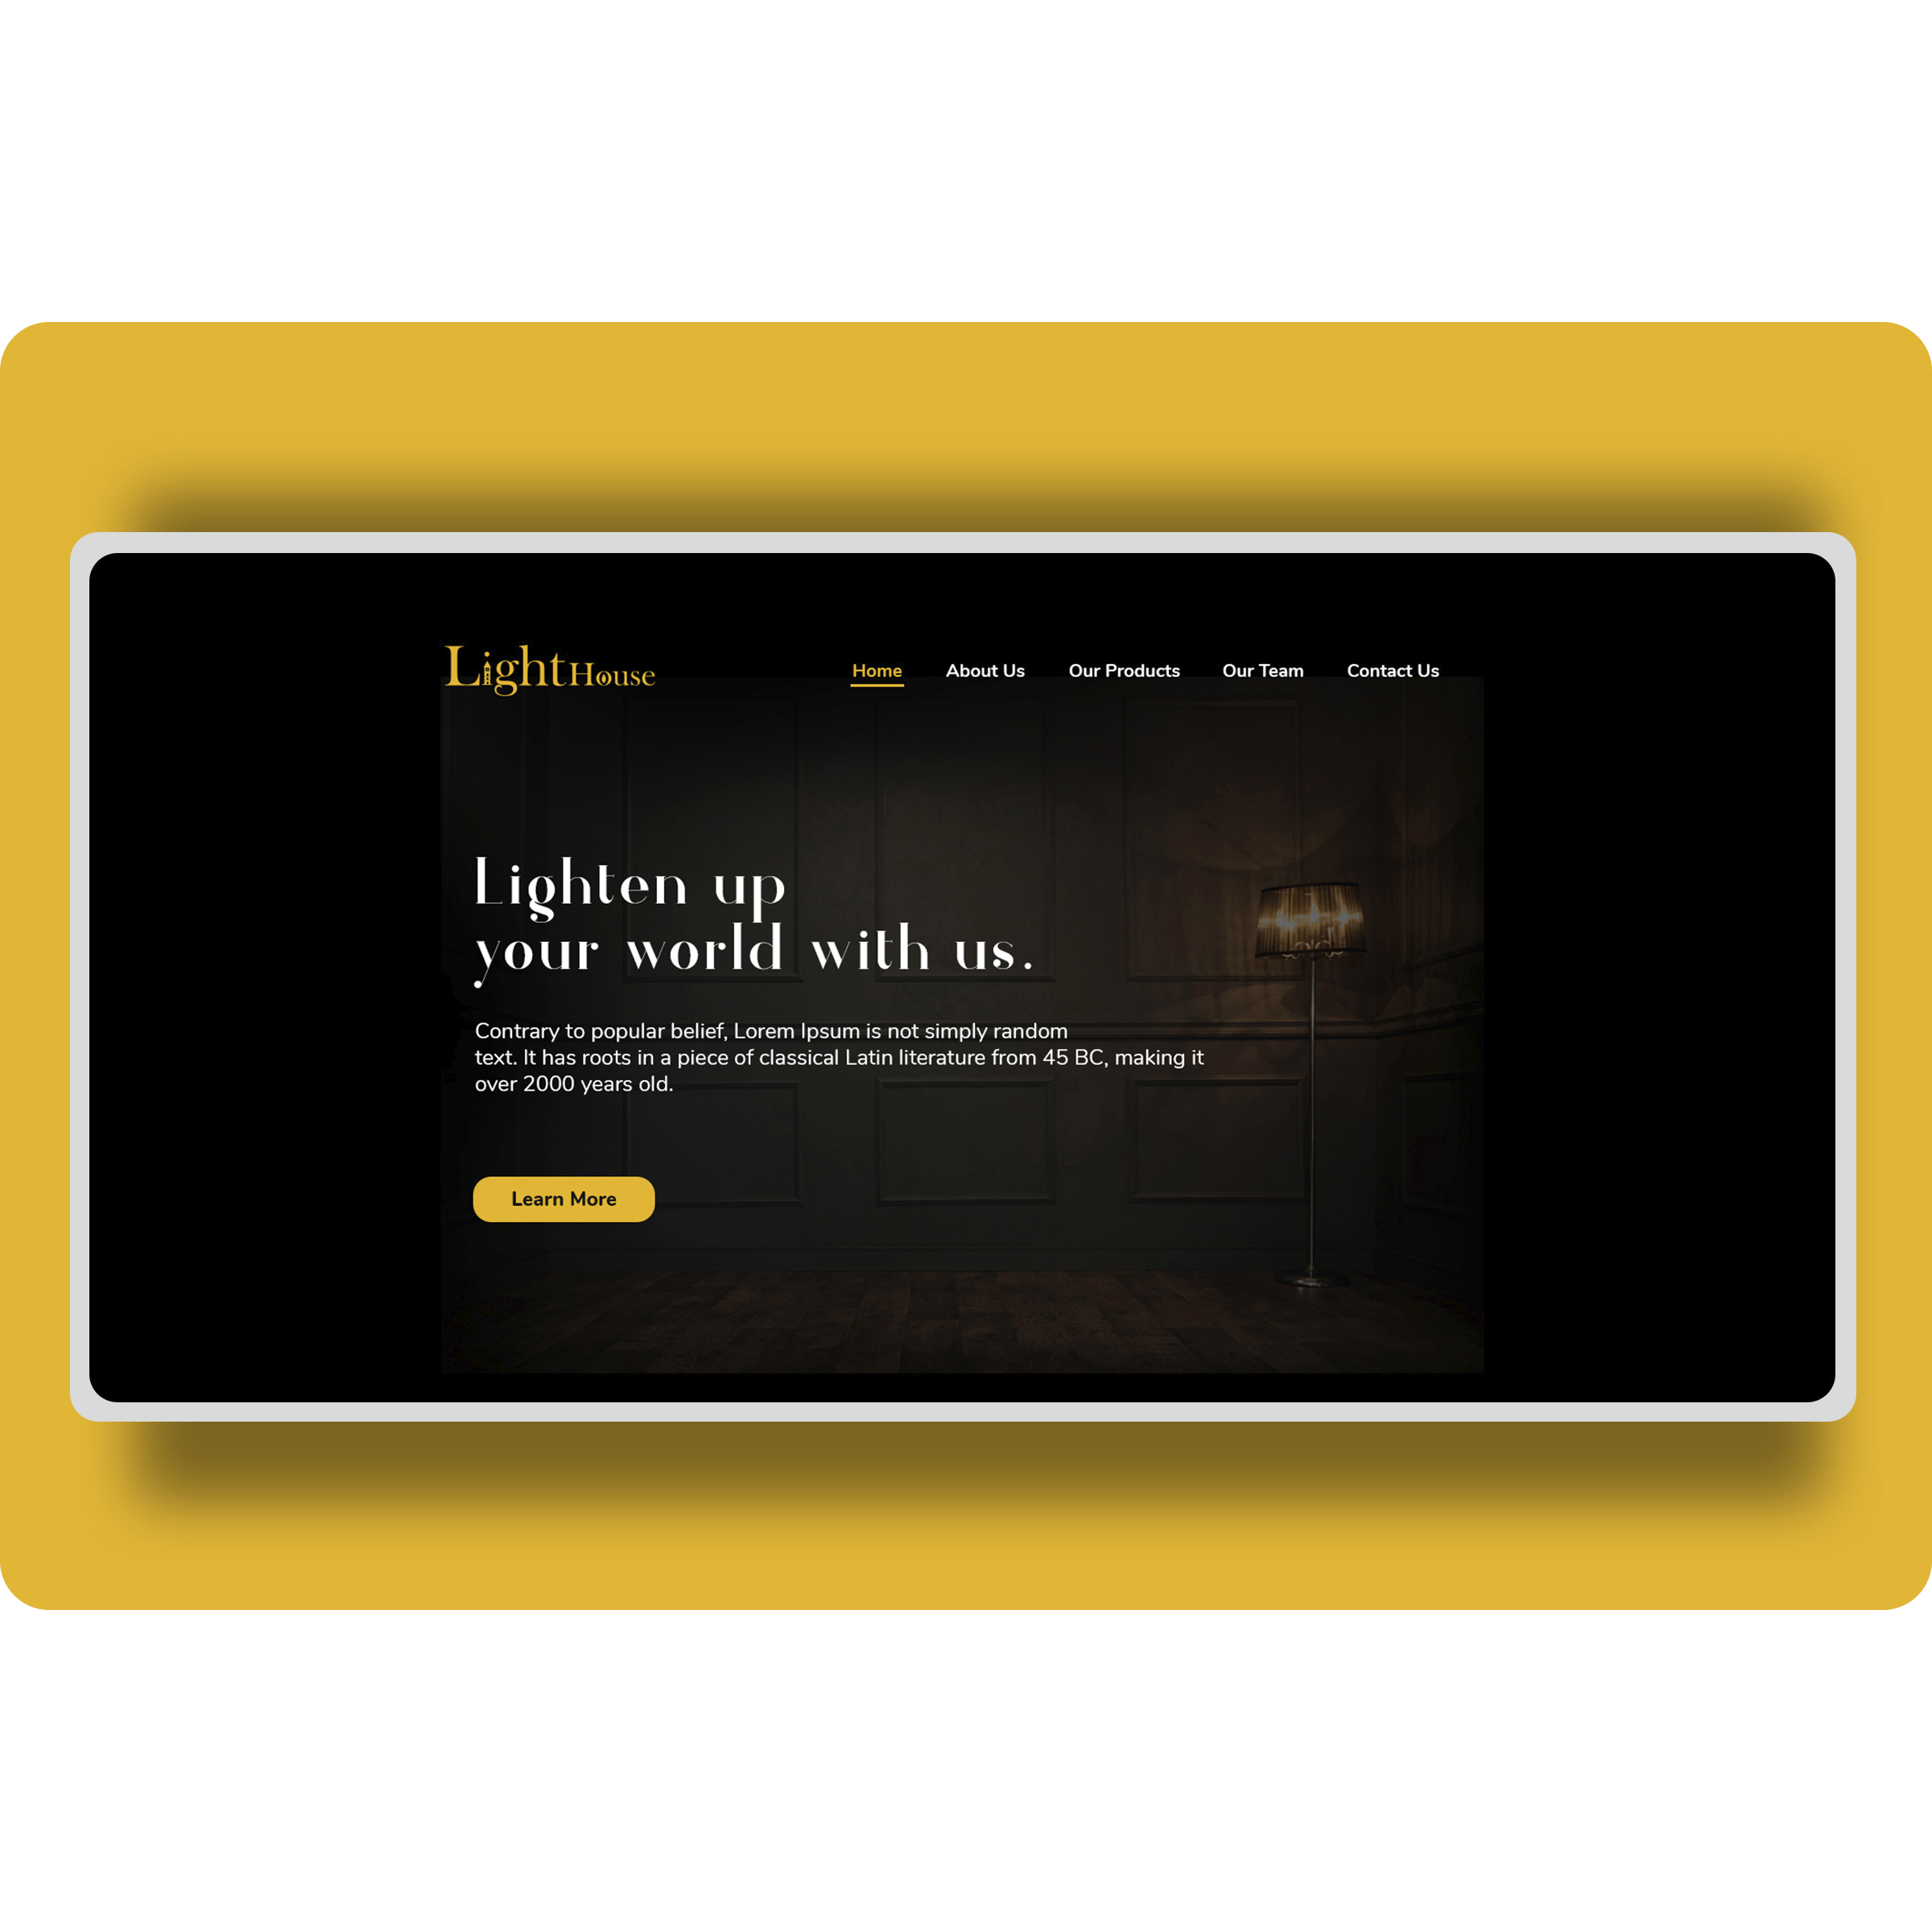 LightHouse
Home About Us Our Products Our Team Contact Us
Lighten up
your world with us.
Contrary to popular belief, Lorem Ipsum is not simply random
text. It has roots in a piece of classical Latin literature from 45 BC, making it
over 2000 years old.
Learn More